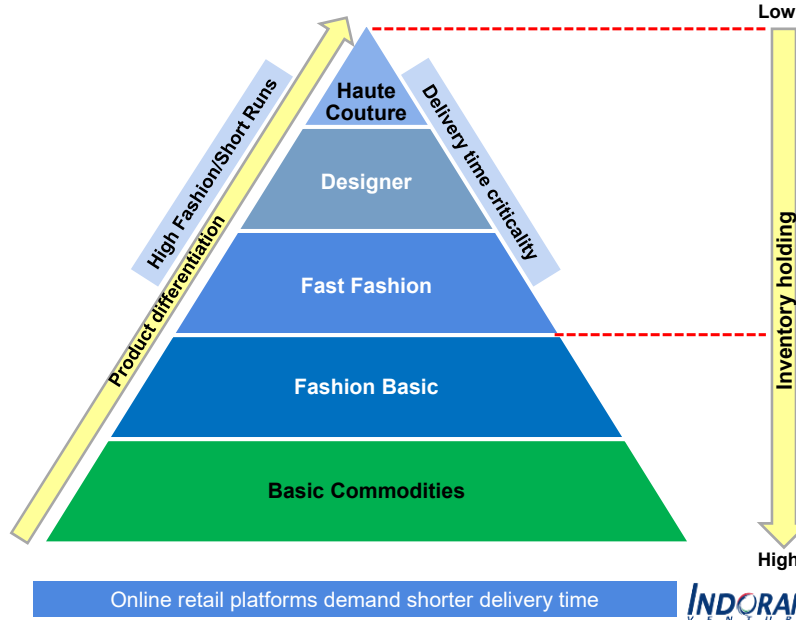 Low
Haute
Couture
High Fashion/Short Runs
Delivery time criticality
Designer
Product differentiation
Fast Fashion
Inventory holding
Fashion Basic
Basic Commodities
High
Online retail platforms demand shorter delivery time